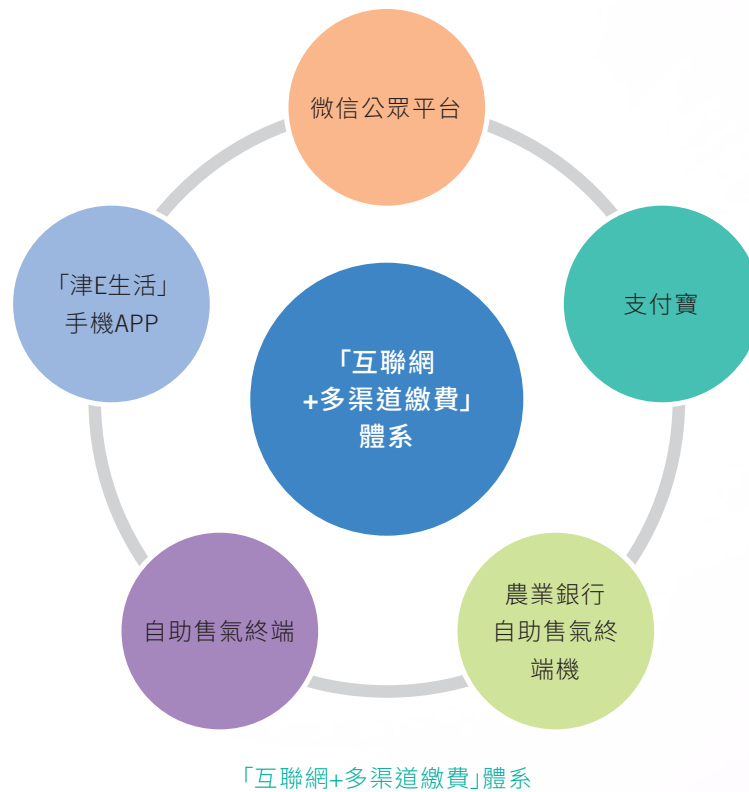 微信公眾平台
「津E生活」
手機APP
支付寶
「互聯網
+多渠道繳費」
體系
自助售氣終端
農業銀行
自助售氣終
端機
「互聯網+多渠道繳費」體系